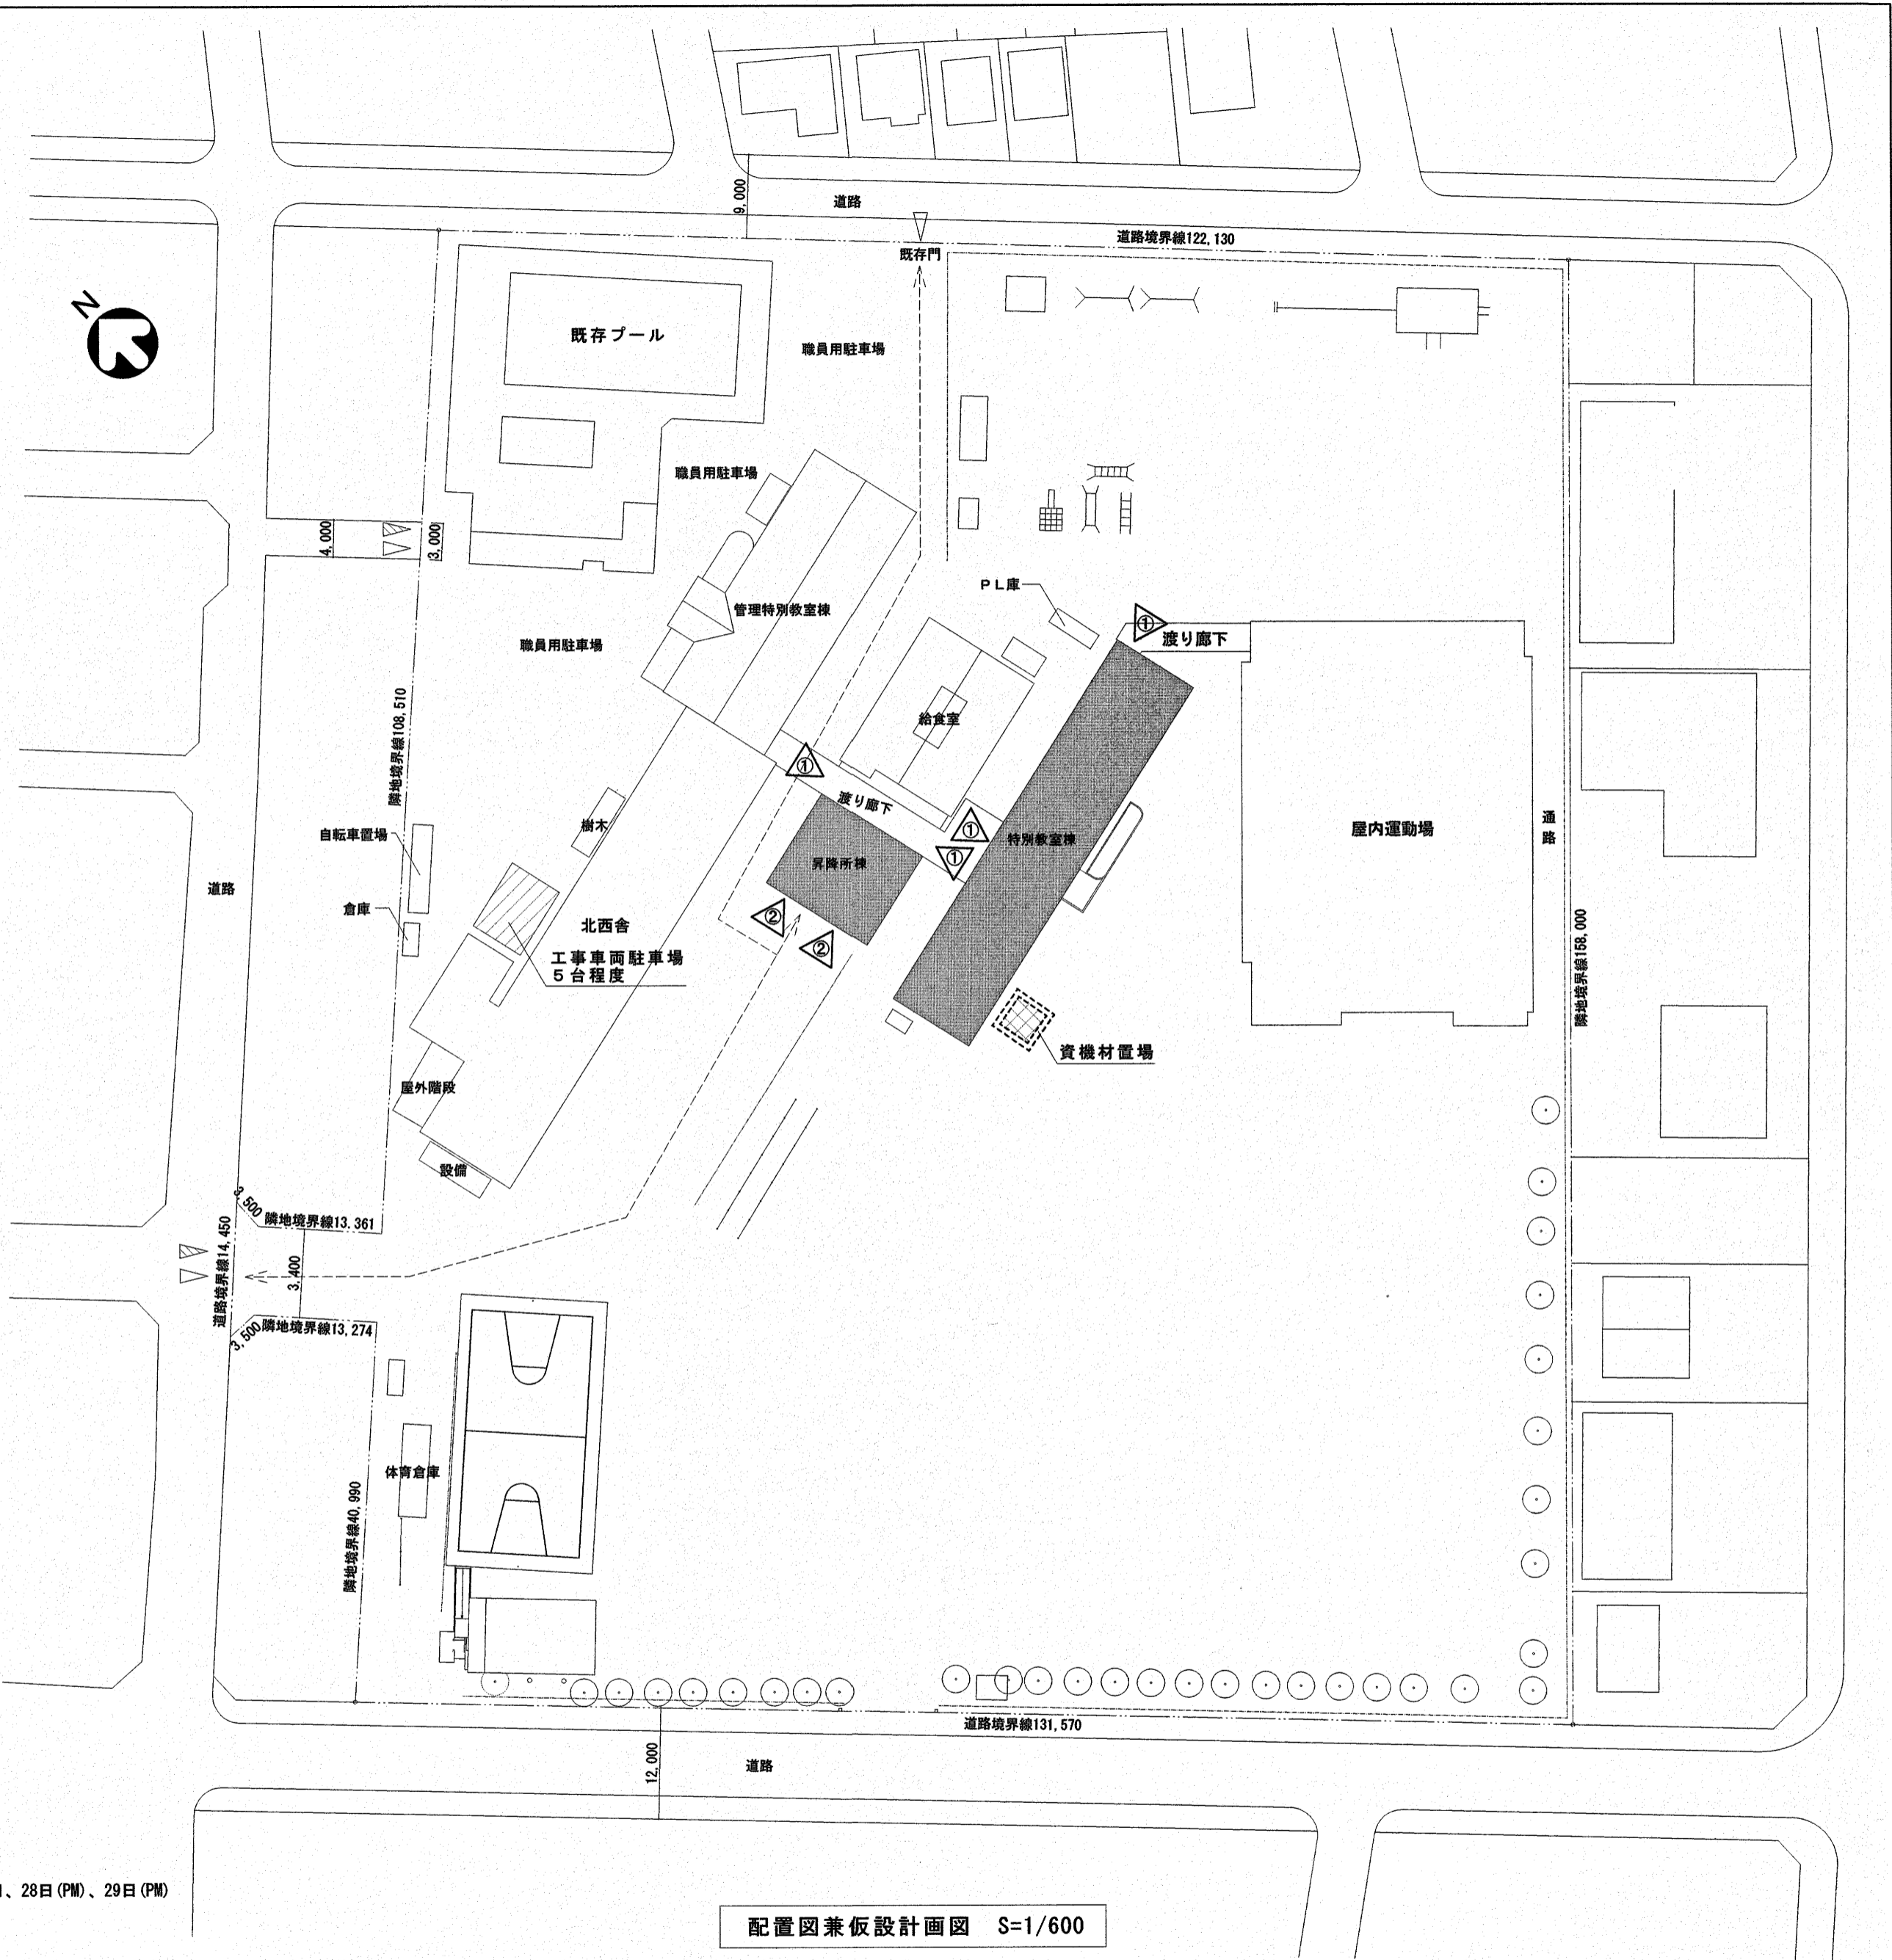 道路
9,000
既存門
道路境界線122,130
N
既存プール
職員用駐車場
職員用駐車場
4,000
3,000
PL庫
管理特別教室棟
①
渡り廊下
職員用駐車場
隣地境界線108,510
給食室
①
渡り廊下
樹木
自転車置場
①
特別教室棟
屋内運動場
通路
①
昇降所棟
道路
倉庫
②
北西舎
②
工事車両駐車場
5台程度
隣地境界線158,000
資機材置場
屋外階段
設備
3,500
隣地境界線13.361
道路境界線14,450
3,400
3,500
隣地境界線13,274
体育倉庫
隣地境界線40,990
道路境界線131,570
12,000
道路
、28日(PM)、29日(PM)
配置図兼仮設計画図 S=1/600